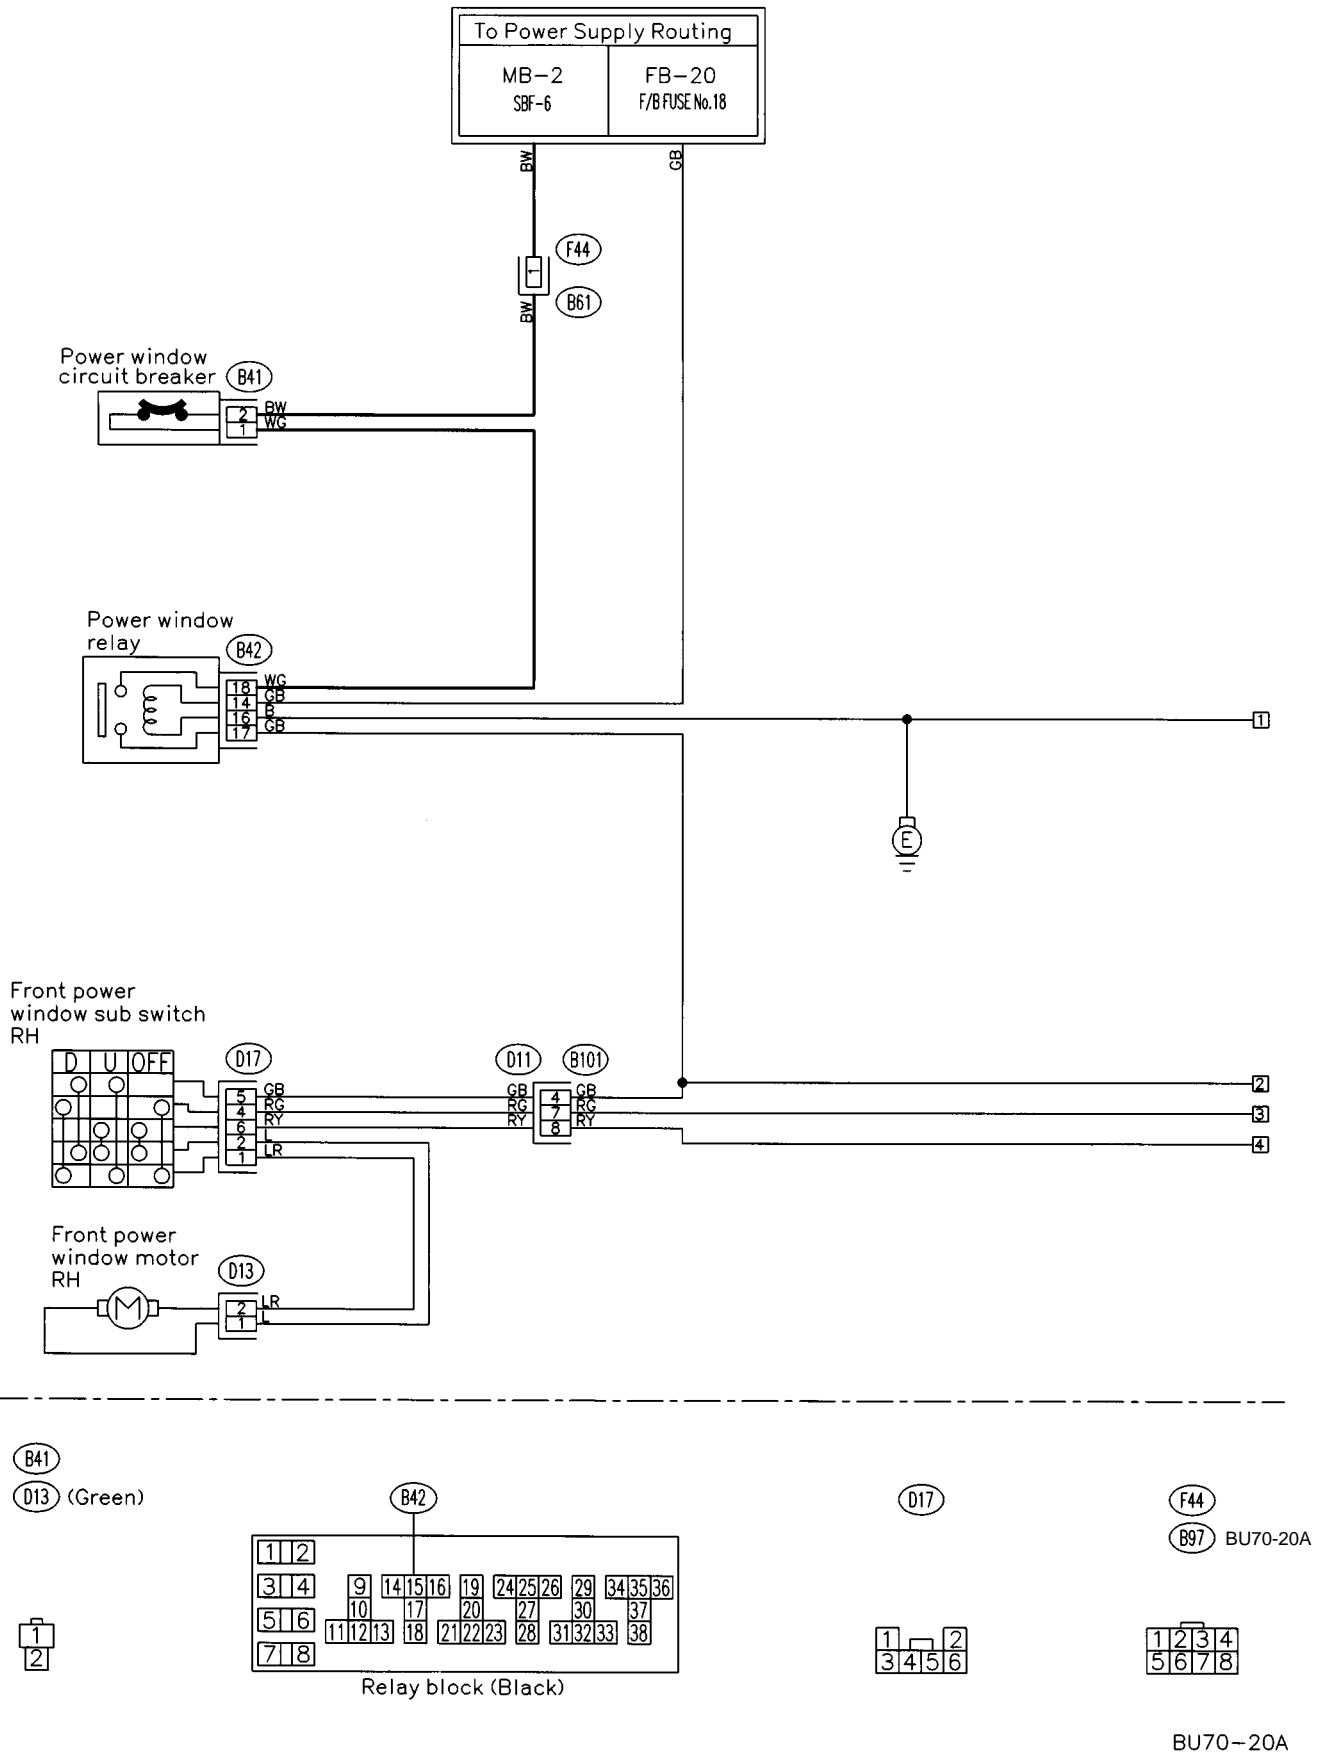 To Power Supply Routing
MB-2
SBF-6
FB-20
F/B FUSE No.18
BW
GB
F44
1
B61
BW
Power window
circuit breaker
B41
2
BW
1
WG
Power window
relay
B42
18
WG
14
GB
16
B
17
GB
1
E
Front power
window sub switch
RH
D U OFF
D17
D11
B101
5
GB
GB
4
GB
2
4
RG
RG
7
RG
3
6
RY
RY
8
RY
4
2
L
1
LR
Front power
window motor
RH
D13
M
2
LR
1
L
B41
D13 (Green)
1
2
B42
1 2
3 4
5 6
7 8
9 14 15 16 19 24 25 26 29 34 35 36
10 17 20 27 30 37
11 12 13 18 21 22 23 28 31 32 33 38
Relay block (Black)
D17
1 2
3 4 5 6
F44
B97 BU70-20A
1 2 3 4
5 6 7 8
BU70-20A